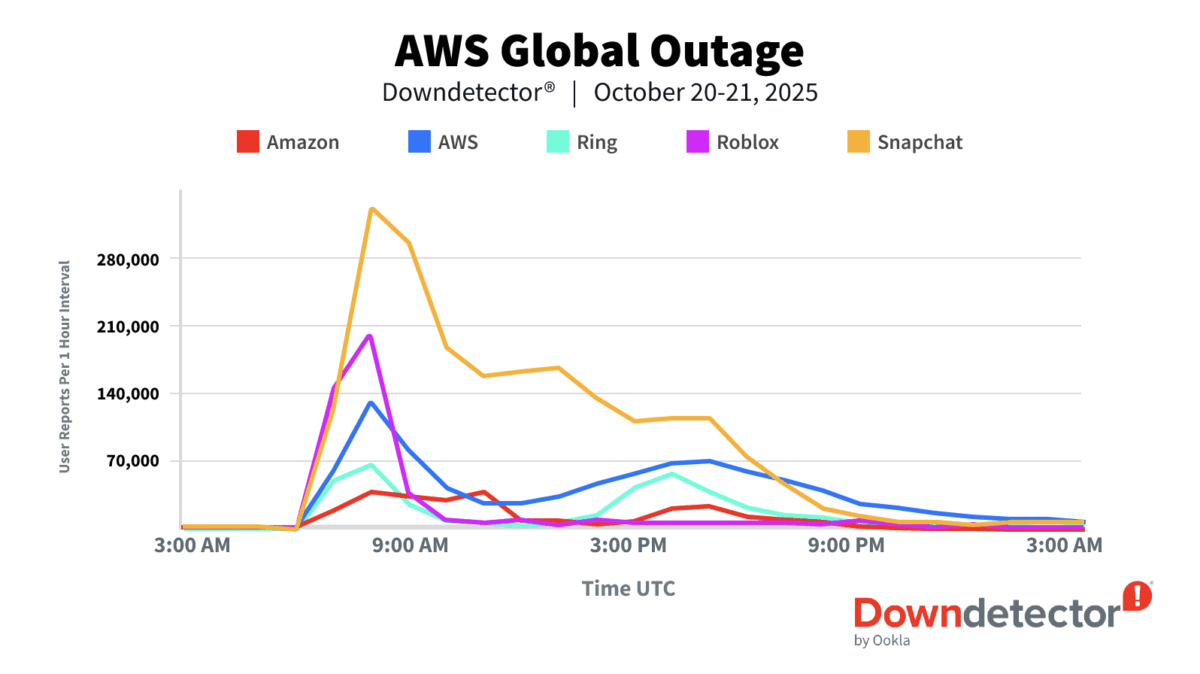 AWS Global Outage
Downdetector® | October 20-21, 2025
Amazon
AWS
Ring
Roblox
Snapchat
User Reports Per 1 Hour Interval
280,000
210,000
140,000
70,000
3:00 AM
9:00 AM
3:00 PM
9:00 PM
3:00 AM
Time UTC
Downdetector®
by Ookla